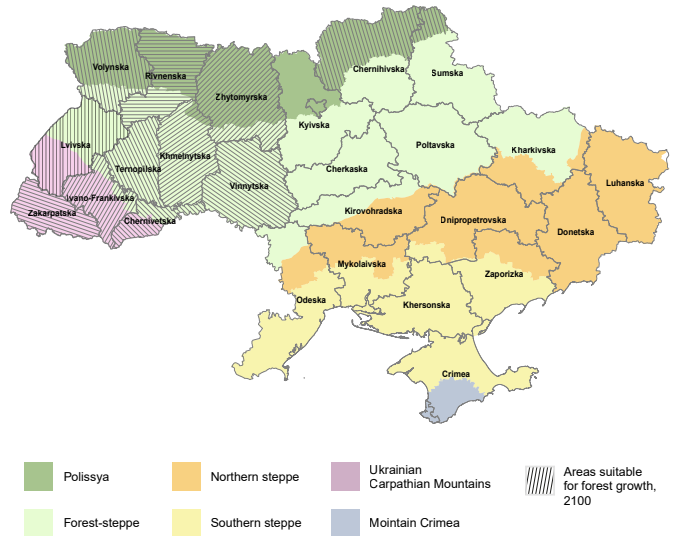 Volynska
Rivnenska
Zhytomyrska
Chernihivska
Sumska
Kyivska
Lvivska
Ternopilska
Khmelnytska
Vinnytska
Cherkaska
Poltavska
Kharkivska
Luhanska
Zakarpatska
Ivano-Frankivska
Chernivetska
Kirovohradska
Dnipropetrovska
Donetska
Mykolaivska
Zaporizka
Odeska
Khersonska
Crimea
Polissya
Northern steppe
Ukrainian
Carpathian Mountains
Areas suitable
for forest growth,
2100
Forest-steppe
Southern steppe
Mointain Crimea